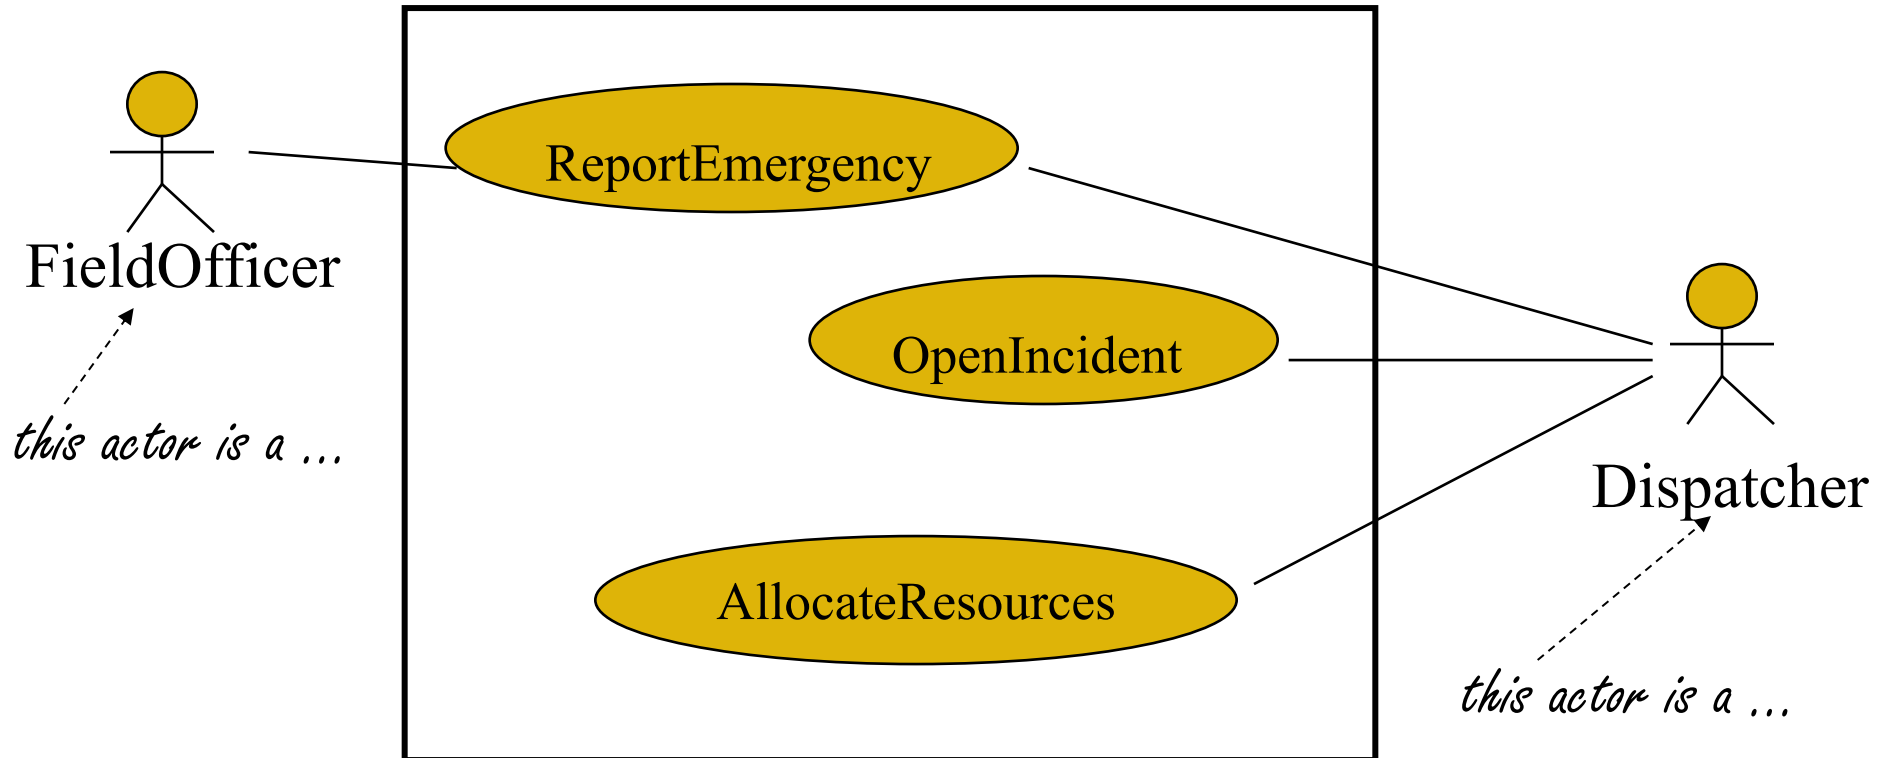 ReportEmergency
FieldOfficer
OpenIncident
this actor is a ...
Dispatcher
AllocateResources
this actor is a ...